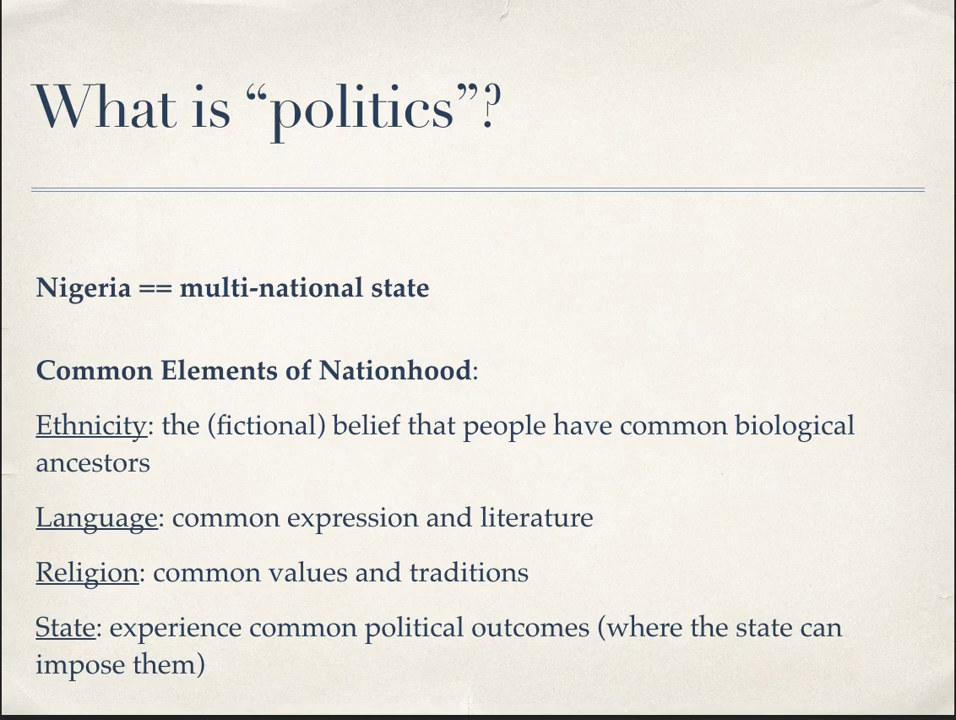 What is “politics”?
Nigeria == multi-national state
Common Elements of Nationhood:
Ethnicity: the (fictional) belief that people have common biological
ancestors
Language: common expression and literature
Religion: common values and traditions
State: experience common political outcomes (where the state can
impose them)